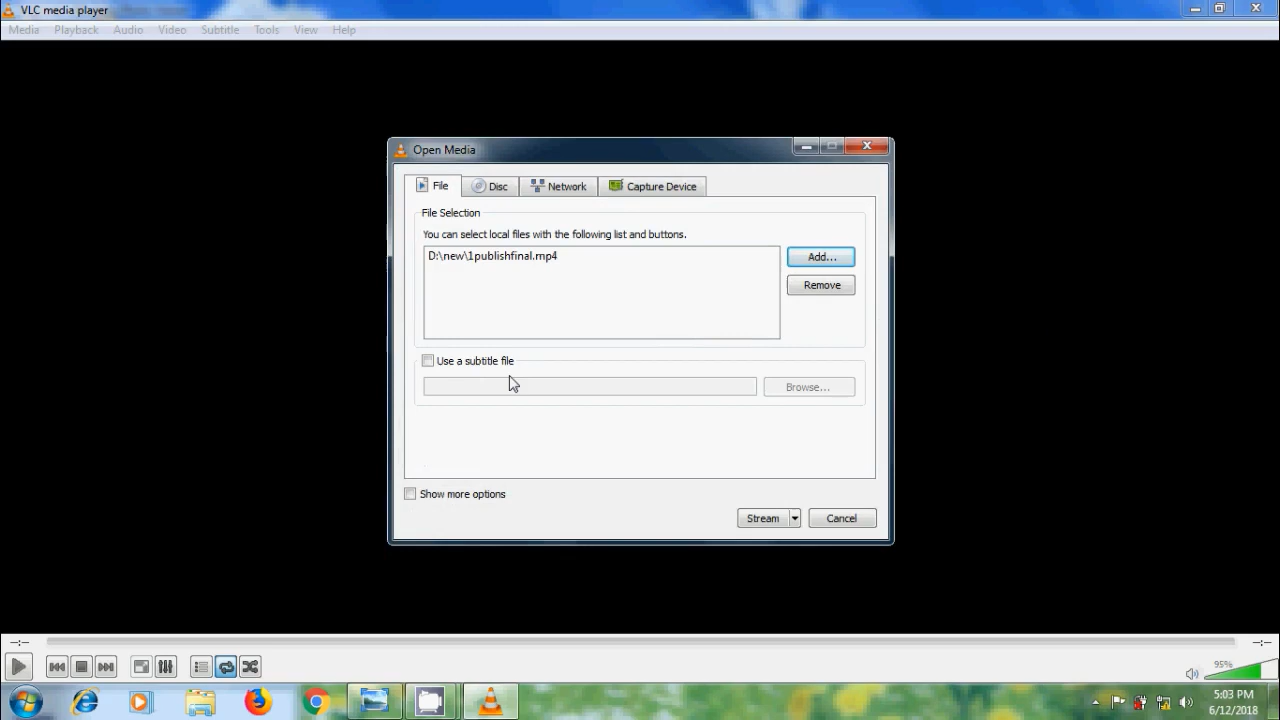 VLC media player
Media Playback Audio Video Subtitle Tools View Help
Open Media
File Disc Network Capture Device
File Selection
You can select local files with the following list and buttons.
D:\new\1publishfinal.mp4
Add...
Remove
Use a subtitle file
Browse...
Show more options
Stream Cancel
--:-- --:--
95%
5:03 PM
6/12/2018